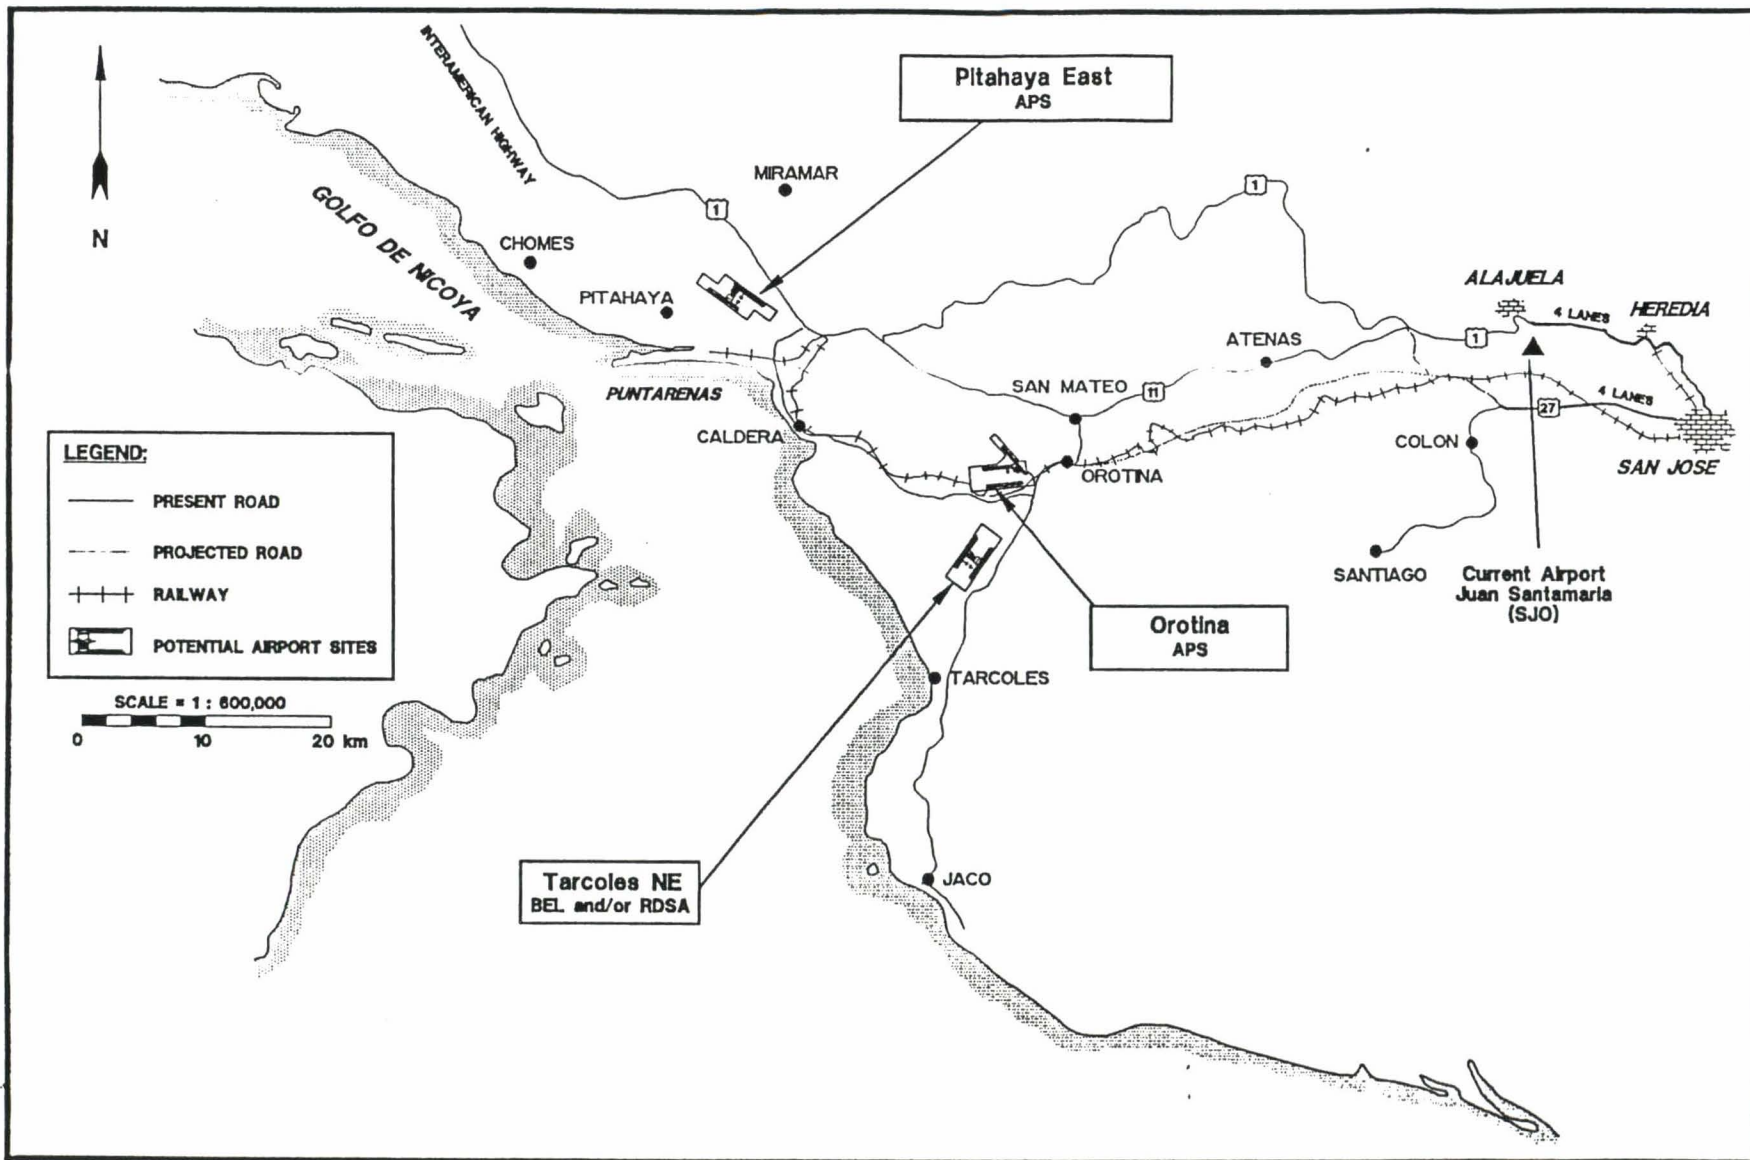 Pitahaya East
APS
INTERAMERICAN HIGHWAY
MIRAMAR
1
1
N
GOLFO DE NICOYA
CHOMES
PITAHAYA
ALAJUELA
HEREDIA
4 LANES
1
ATENAS
PUNTARENAS
SAN MATEO
11
4 LANES
27
CALDERA
COLON
OROTINA
SAN JOSE
LEGEND:
PRESENT ROAD
PROJECTED ROAD
RAILWAY
POTENTIAL AIRPORT SITES
SANTIAGO
Current Airport
Juan Santamaria
(SJO)
Orotina
APS
TARCOLES
SCALE = 1 : 600,000
0 10 20 km
Tarcoles NE
BEL and/or RDSA
JACO